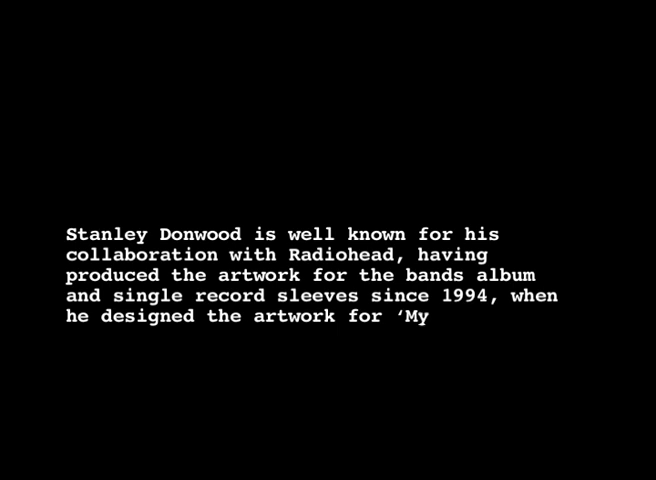 Stanley Donwood is well known for his
collaboration with Radiohead, having
produced the artwork for the bands album
and single record sleeves since 1994, when
he designed the artwork for ‘My